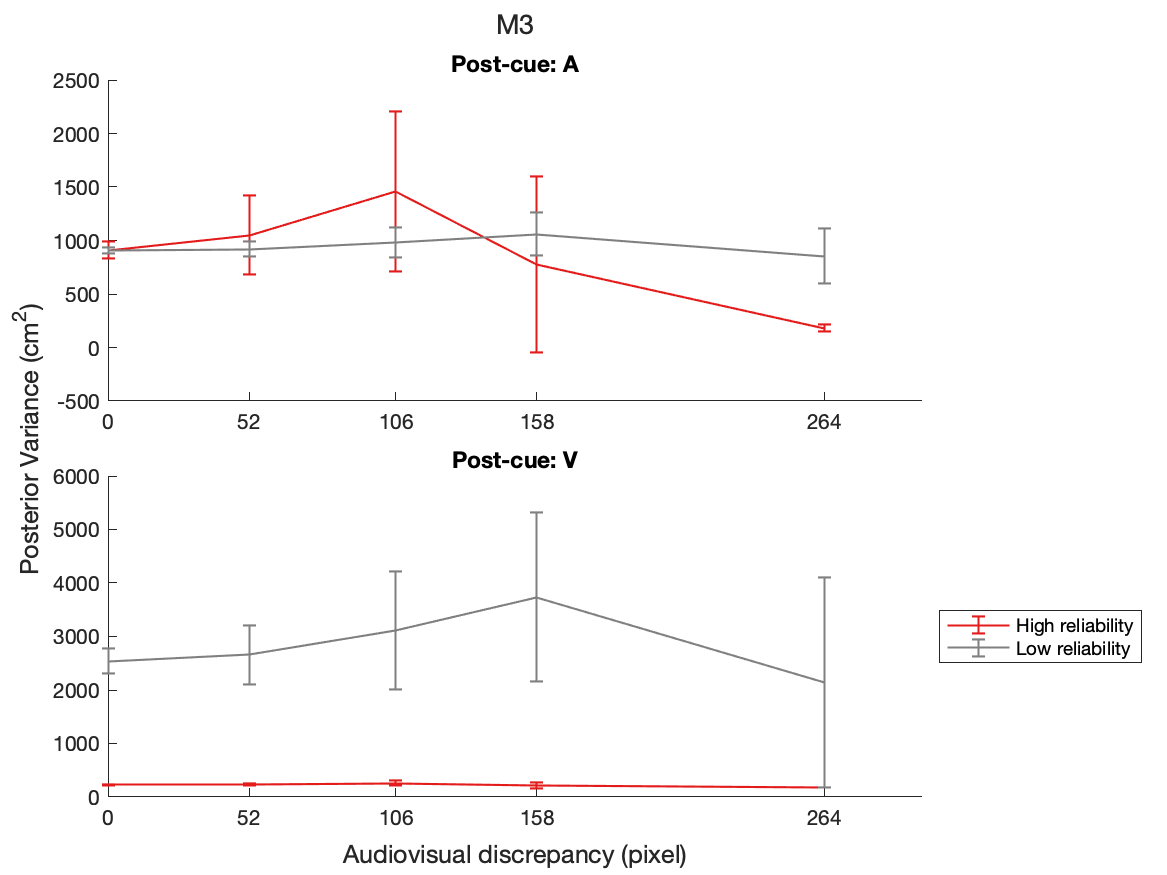 M3
Post-cue: A
2500
2000
1500
1000
500
0
-500
0 52 106 158 264
Posterior Variance (cm²)
Post-cue: V
6000
5000
4000
3000
2000
1000
0
0 52 106 158 264
Audiovisual discrepancy (pixel)
High reliability
Low reliability